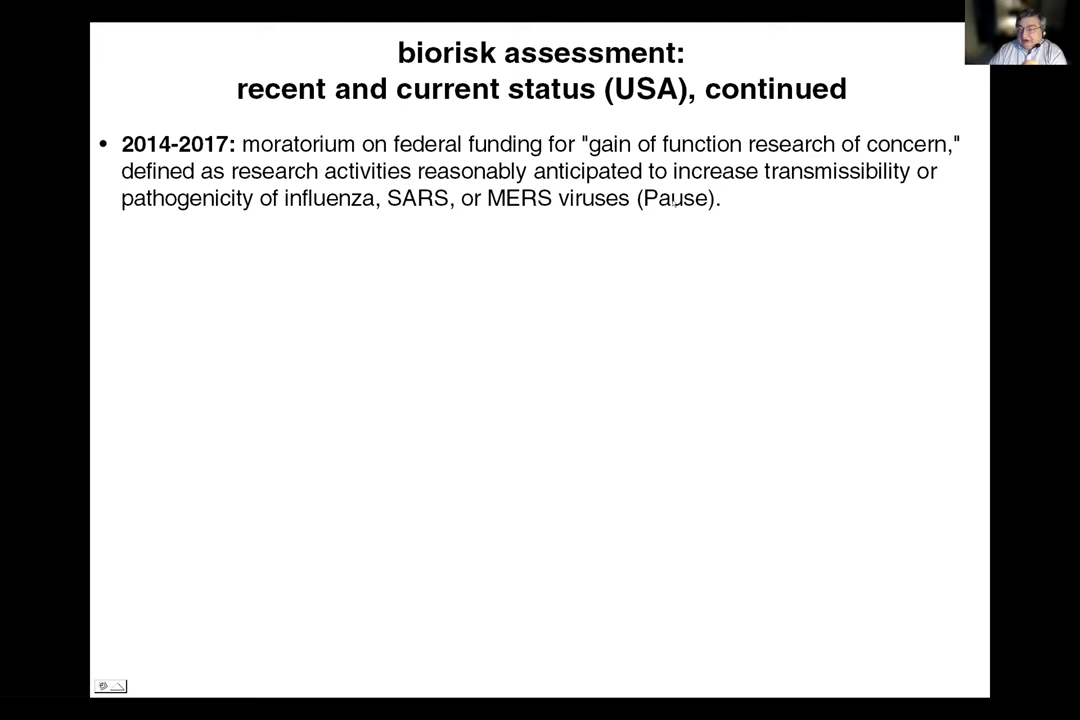 biorisk assessment:
recent and current status (USA), continued
• 2014-2017: moratorium on federal funding for "gain of function research of concern,"
defined as research activities reasonably anticipated to increase transmissibility or
pathogenicity of influenza, SARS, or MERS viruses (Pause).